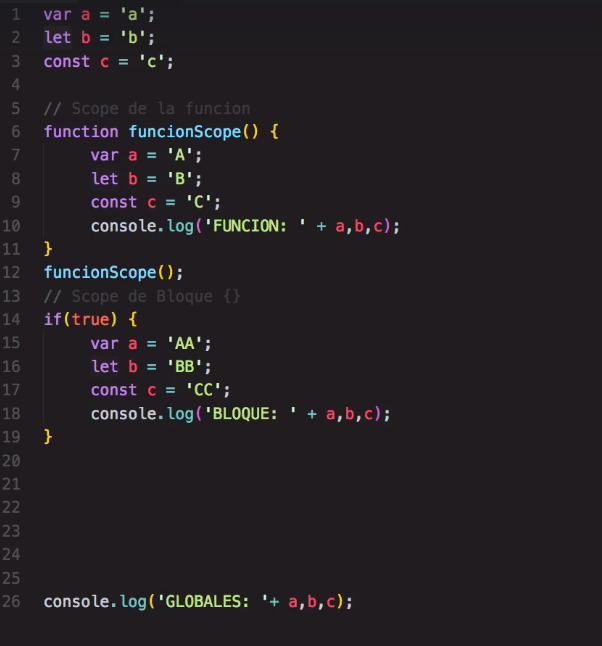 1 var a = 'a';
2 let b = 'b';
3 const c = 'c';
4
5 // Scope de la funcion
6 function funcionScope() {
7 var a = 'A';
8 let b = 'B';
9 const c = 'C';
10 console.log('FUNCION: ' + a,b,c);
11 }
12 funcionScope();
13 // Scope de Bloque {}
14 if(true) {
15 var a = 'AA';
16 let b = 'BB';
17 const c = 'CC';
18 console.log('BLOQUE: ' + a,b,c);
19 }
20
21
22
23
24
25
26 console.log('GLOBALES: '+ a,b,c);